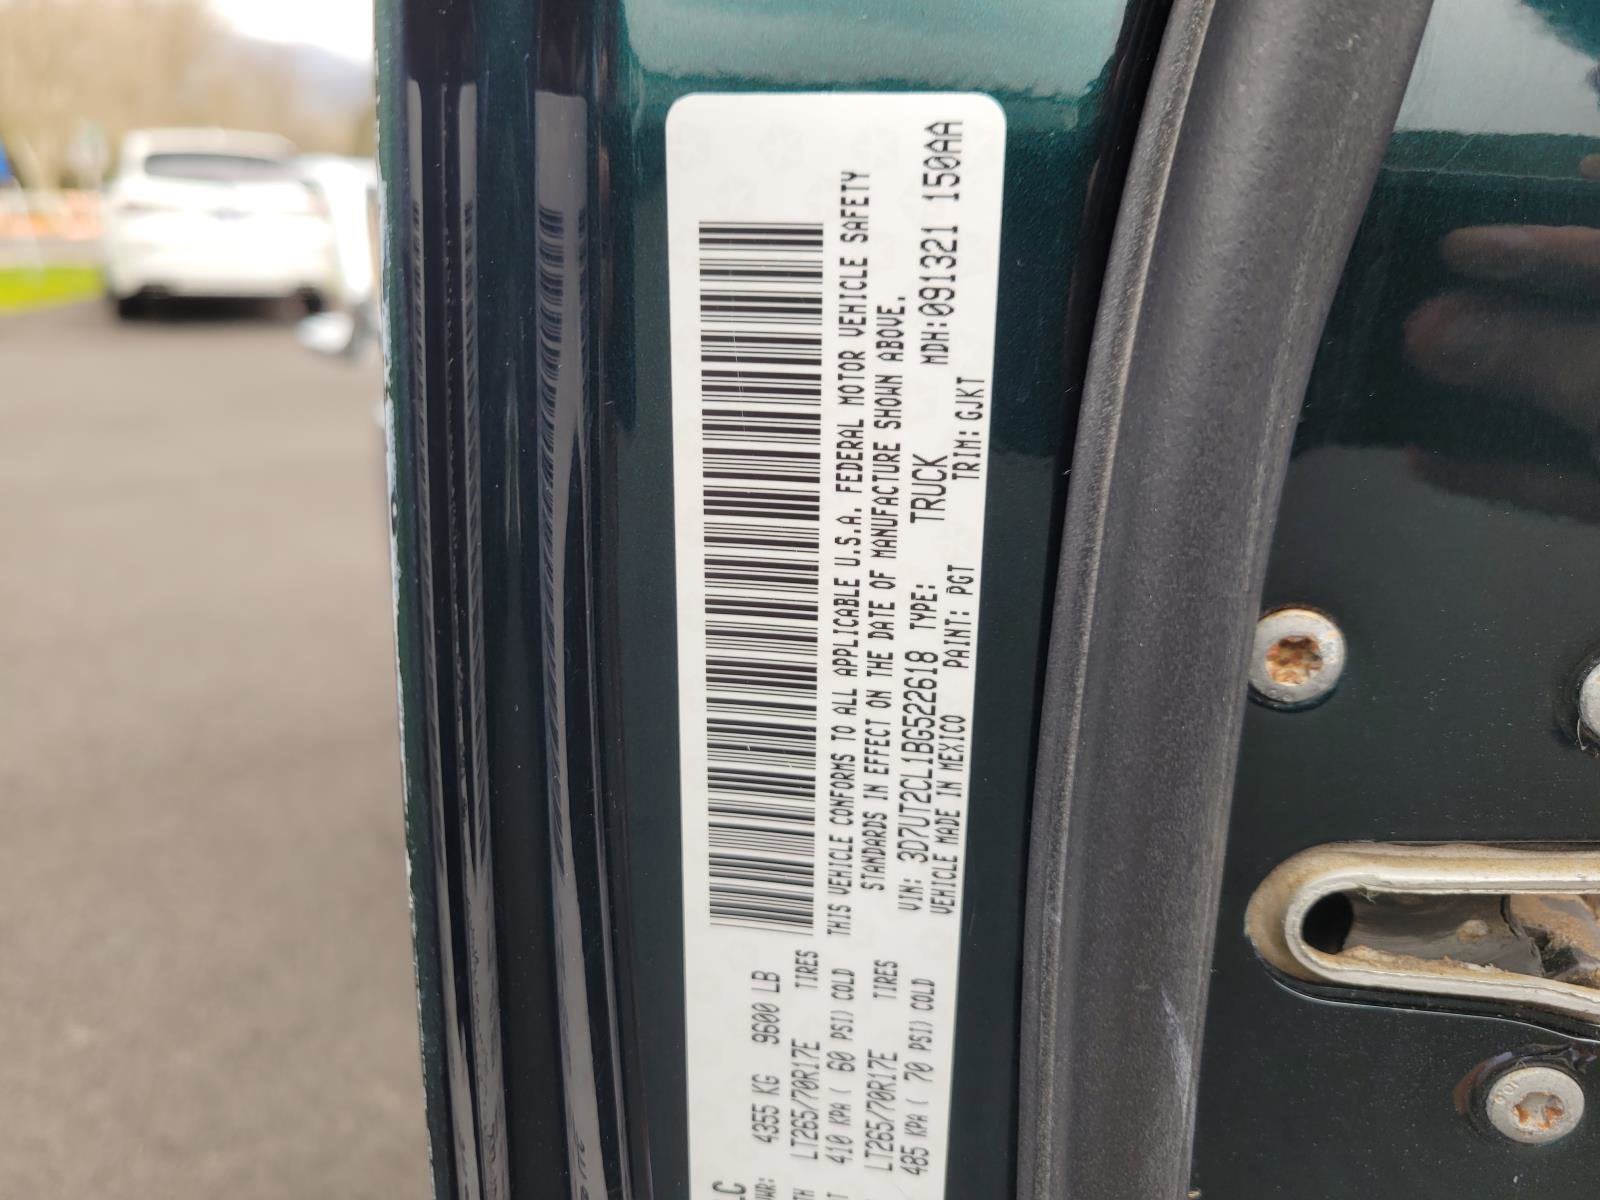 LC
4355 KG 9600 LB
LT265/70R17E TIRES
410 KPA ( 60 PSI) COLD
LT265/70R17E TIRES
485 KPA ( 70 PSI) COLD
THIS VEHICLE CONFORMS TO ALL APPLICABLE U.S.A. FEDERAL MOTOR VEHICLE SAFETY
STANDARDS IN EFFECT ON THE DATE OF MANUFACTURE SHOWN ABOVE.
VIN: 3D7UT2CL1BG522618 TYPE: TRUCK MDH:091321 150AA
VEHICLE MADE IN MEXICO PAINT: PGT TRIM: GJKT